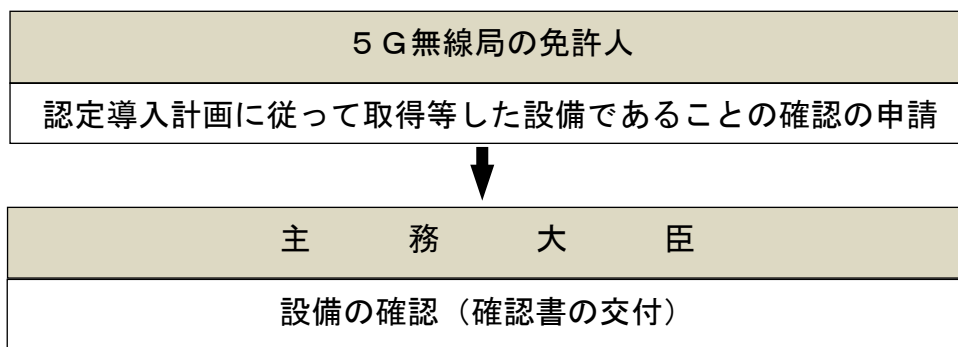 ５Ｇ無線局の免許人
認定導入計画に従って取得等した設備であることの確認の申請
主　務　大　臣
設備の確認（確認書の交付）